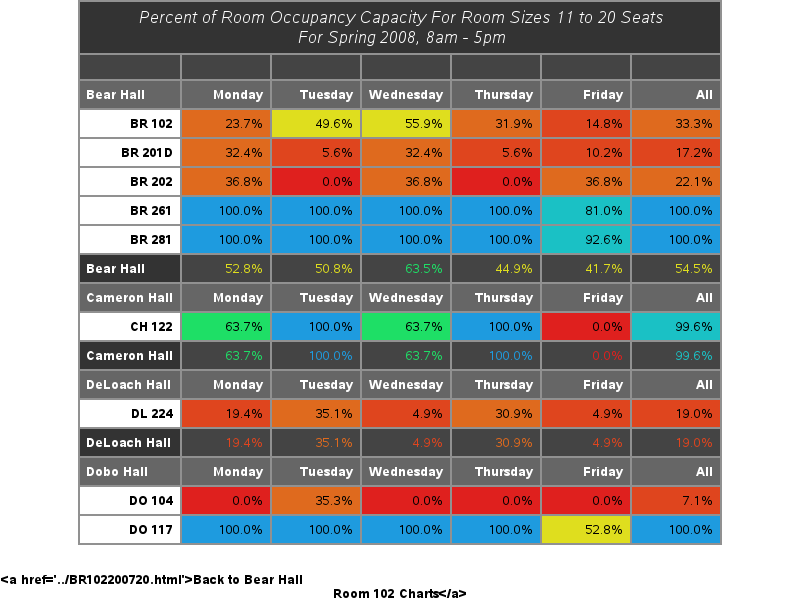 Percent of Room Occupancy Capacity For Room Sizes 11 to 20 Seats
For Spring 2008, 8am - 5pm
Bear Hall Monday Tuesday Wednesday Thursday Friday All
BR 102 23.7% 49.6% 55.9% 31.9% 14.8% 33.3%
BR 201D 32.4% 5.6% 32.4% 5.6% 10.2% 17.2%
BR 202 36.8% 0.0% 36.8% 0.0% 36.8% 22.1%
BR 261 100.0% 100.0% 100.0% 100.0% 81.0% 100.0%
BR 281 100.0% 100.0% 100.0% 100.0% 92.6% 100.0%
Bear Hall 52.8% 50.8% 63.5% 44.9% 41.7% 54.5%
Cameron Hall Monday Tuesday Wednesday Thursday Friday All
CH 122 63.7% 100.0% 63.7% 100.0% 0.0% 99.6%
Cameron Hall 63.7% 100.0% 63.7% 100.0% 0.0% 99.6%
DeLoach Hall Monday Tuesday Wednesday Thursday Friday All
DL 224 19.4% 35.1% 4.9% 30.9% 4.9% 19.0%
DeLoach Hall 19.4% 35.1% 4.9% 30.9% 4.9% 19.0%
Dobo Hall Monday Tuesday Wednesday Thursday Friday All
DO 104 0.0% 35.3% 0.0% 0.0% 0.0% 7.1%
DO 117 100.0% 100.0% 100.0% 100.0% 52.8% 100.0%
<a href='../BR102200720.html'>Back to Bear Hall
Room 102 Charts</a>